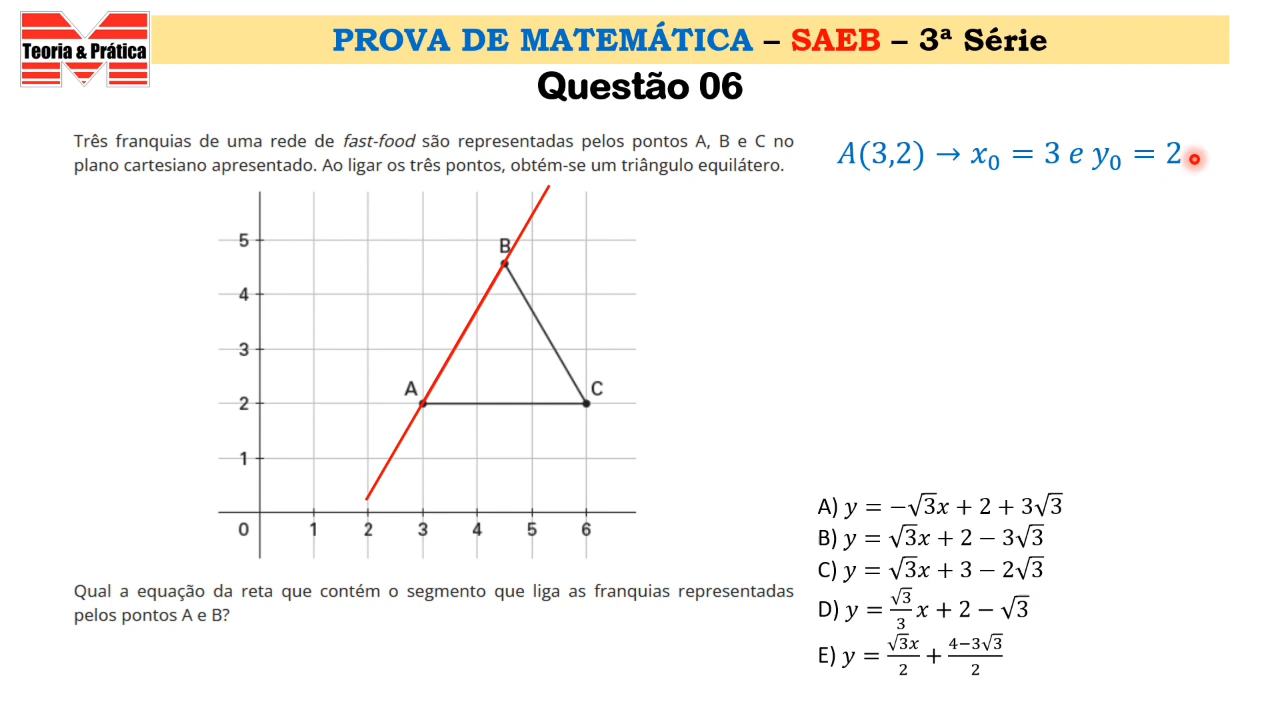 Teoria & Prática
PROVA DE MATEMÁTICA – SAEB – 3ª Série
Questão 06
Três franquias de uma rede de fast-food são representadas pelos pontos A, B e C no
plano cartesiano apresentado. Ao ligar os três pontos, obtém-se um triângulo equilátero.
A(3,2) → x₀ = 3 e y₀ = 2
5
B
4
3
A
C
2
1
0 1 2 3 4 5 6
Qual a equação da reta que contém o segmento que liga as franquias representadas
pelos pontos A e B?
A) y = −√3x + 2 + 3√3
B) y = √3x + 2 − 3√3
C) y = √3x + 3 − 2√3
D) y = √3/3 x + 2 − √3
E) y = √3x/2 + 4−3√3/2